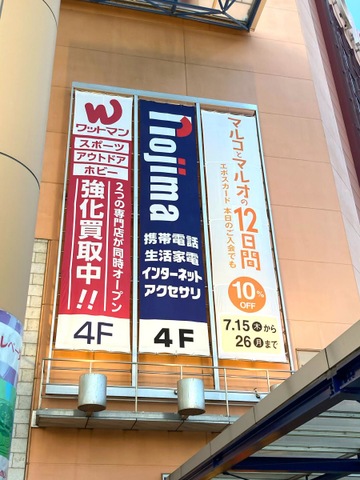 ワットマン
スポーツ
アウトドア
ホビー
2つの専門店が同時オープン
強化買取中!!
4F
nojima
携帯電話
生活家電
インターネット
アクセサリ
4F
マルコとマルオの12日間
エポスカード 本日のご入会でも
10%
OFF
7.15木から
26月まで